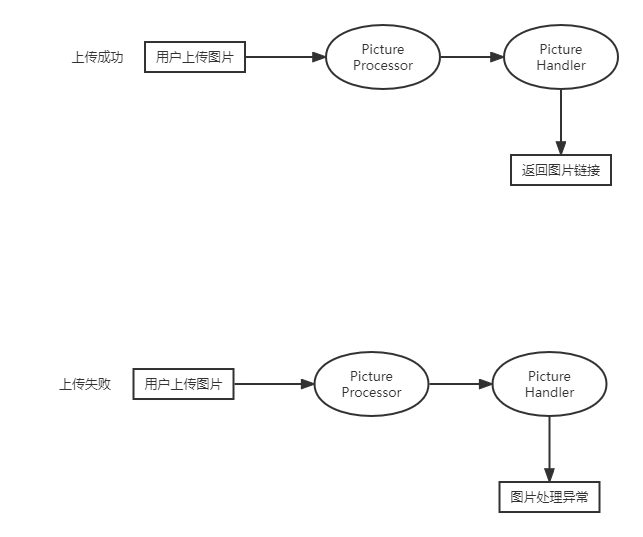 上传成功
用户上传图片
Picture
Processor
Picture
Handler
返回图片链接
上传失败
用户上传图片
Picture
Processor
Picture
Handler
图片处理异常